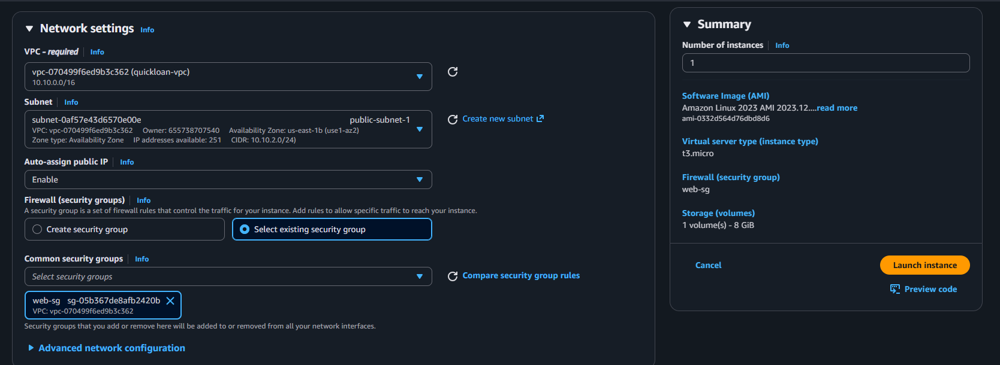 Network settings Info
VPC - required Info
vpc-070499f6ed9b3c362 (quickloan-vpc)
10.10.0.0/16
Subnet Info
subnet-0af57e43d6570e00e public-subnet-1
VPC: vpc-070499f6ed9b3c362 Owner: 655738707540 Availability Zone: us-east-1b (use1-az2)
Zone type: Availability Zone IP addresses available: 251 CIDR: 10.10.2.0/24)
Create new subnet
Auto-assign public IP Info
Enable
Firewall (security groups) Info
A security group is a set of firewall rules that control the traffic for your instance. Add rules to allow specific traffic to reach your instance.
Create security group
Select existing security group
Common security groups Info
Select security groups
Compare security group rules
web-sg sg-05b367de8afb2420b
VPC: vpc-070499f6ed9b3c362
Security groups that you add or remove here will be added to or removed from all your network interfaces.
Advanced network configuration
Summary
Number of instances Info
1
Software Image (AMI)
Amazon Linux 2023 AMI 2023.12....read more
ami-0332d564d76dbd8d6
Virtual server type (instance type)
t3.micro
Firewall (security group)
web-sg
Storage (volumes)
1 volume(s) - 8 GiB
Cancel
Launch instance
Preview code